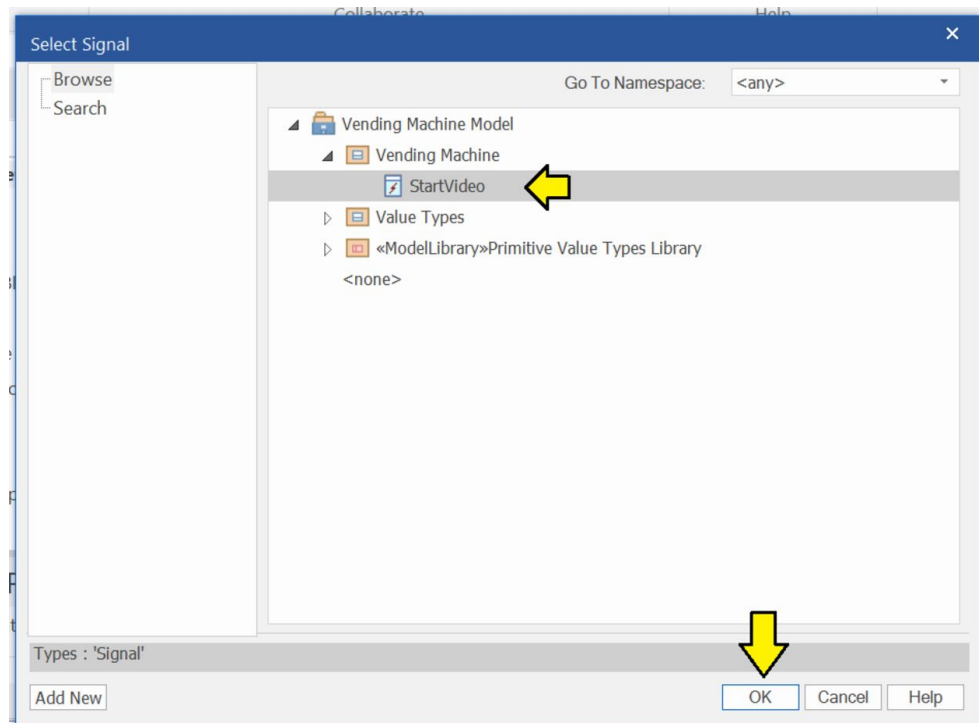 Collaborate Help
Select Signal
Browse
Search
Go To Namespace: <any>
Vending Machine Model
Vending Machine
StartVideo
Value Types
«ModelLibrary»Primitive Value Types Library
<none>
Types : 'Signal'
Add New OK Cancel Help